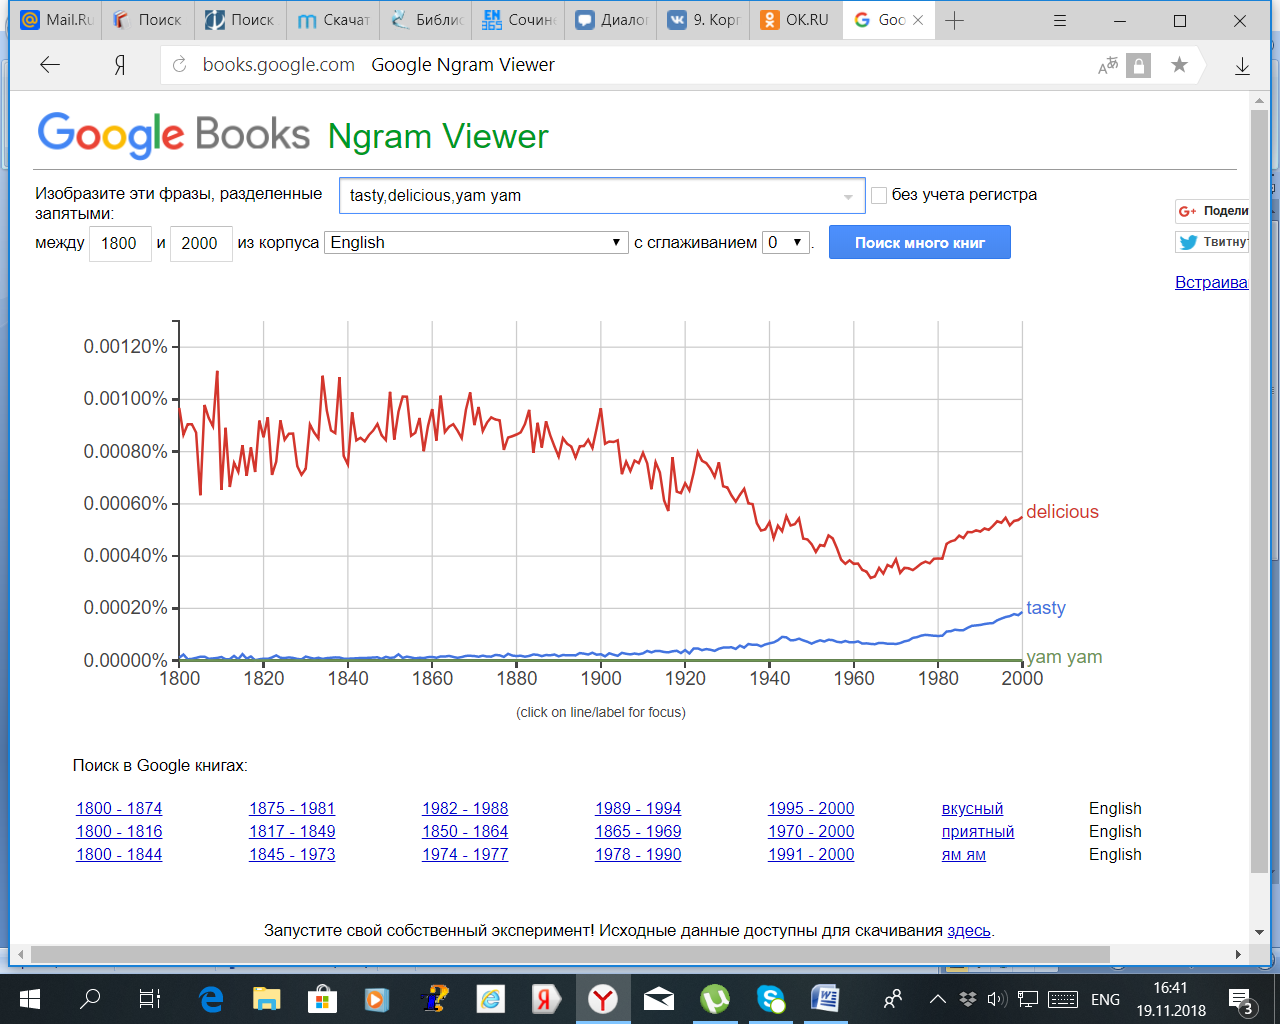 Mail.Ru
Поиск
Поиск
Скачат
Библис
Сочине
Диалог
9. Корп
OK.RU
Goo
books.google.com Google Ngram Viewer
Google Books Ngram Viewer
Изобразите эти фразы, разделенные запятыми:
tasty,delicious,yam yam
без учета регистра
между 1800 и 2000 из корпуса English с сглаживанием 0 . Поиск много книг
G+ Подели
Твитнут
Встраива
0.00120%
0.00100%
0.00080%
0.00060%
0.00040%
0.00020%
0.00000%
delicious
tasty
yam yam
1800 1820 1840 1860 1880 1900 1920 1940 1960 1980 2000
(click on line/label for focus)
Поиск в Google книгах:
1800 - 1874 1875 - 1981 1982 - 1988 1989 - 1994 1995 - 2000 вкусный English
1800 - 1816 1817 - 1849 1850 - 1864 1865 - 1969 1970 - 2000 приятный English
1800 - 1844 1845 - 1973 1974 - 1977 1978 - 1990 1991 - 2000 ям ям English
Запустите свой собственный эксперимент! Исходные данные доступны для скачивания здесь.
ENG
16:41
19.11.2018
3